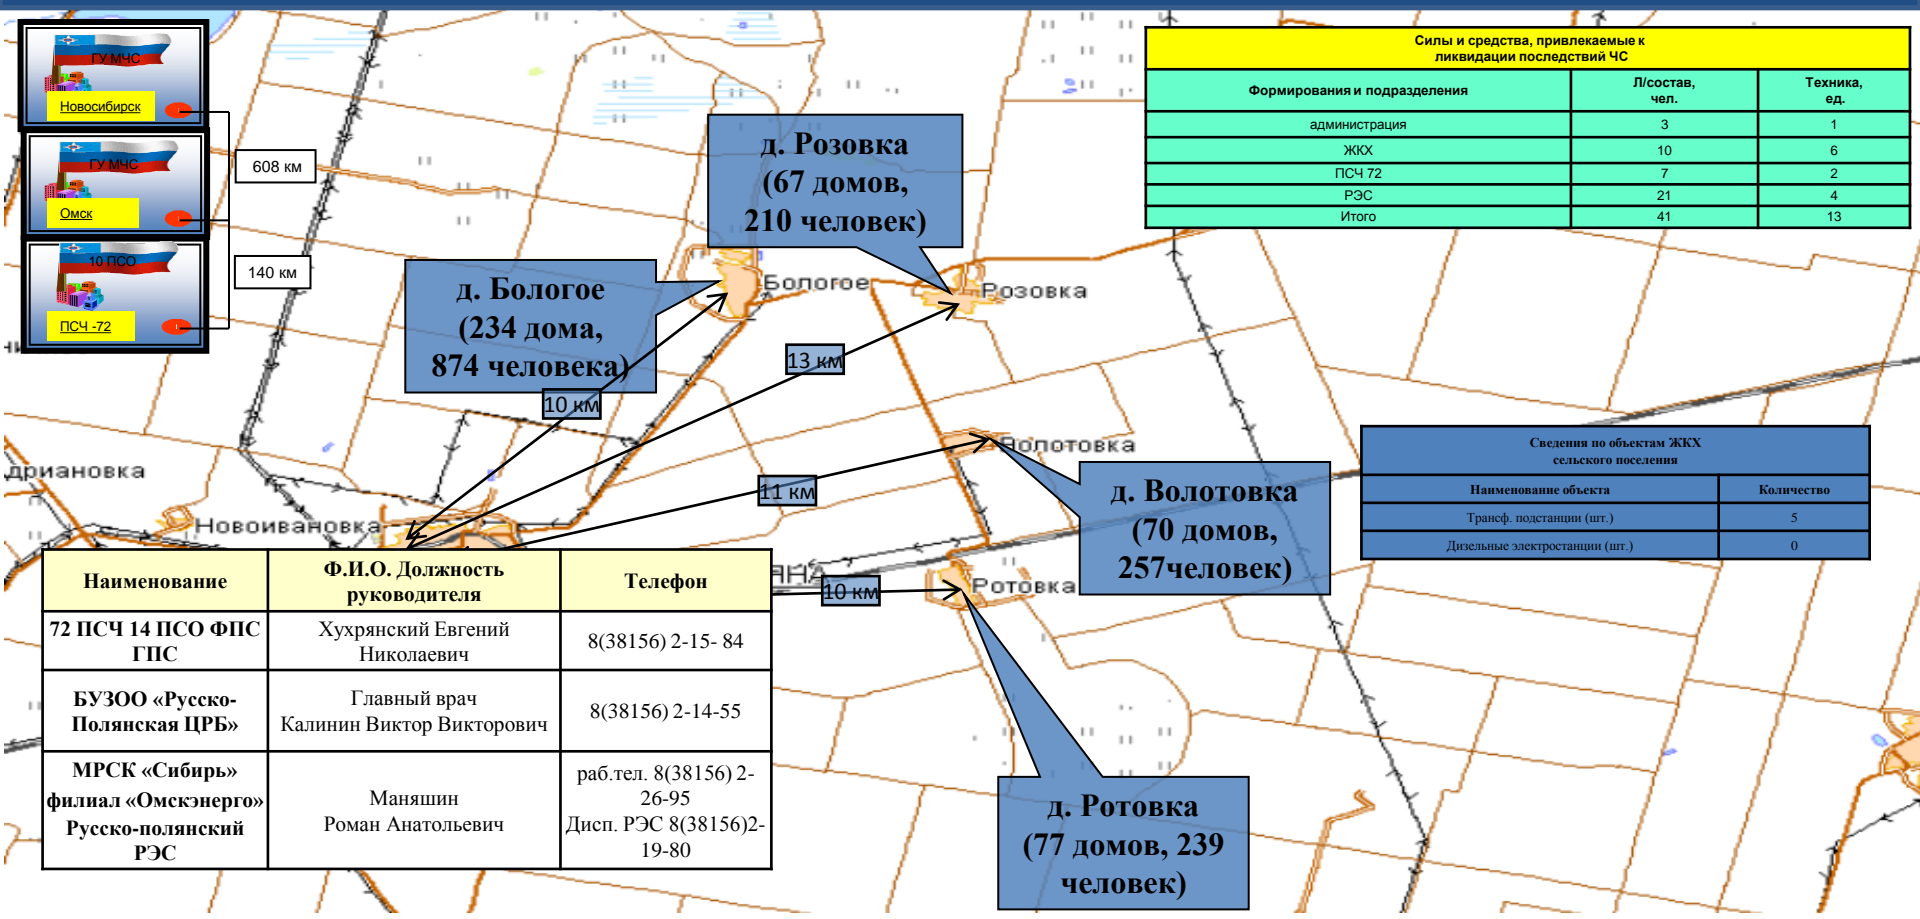 ГУ МЧС
Новосибирск
ГУ МЧС
Омск
10 ПСО
ПСЧ -72
608 км
140 км
Силы и средства, привлекаемые к
ликвидации последствий ЧС
Формирования и подразделения
Л/состав,
чел.
Техника,
ед.
администрация 3 1
ЖКХ 10 6
ПСЧ 72 7 2
РЭС 21 4
Итого 41 13
д. Розовка
(67 домов,
210 человек)
д. Бологое
(234 дома,
874 человека)
Бологое
Розовка
13 км
10 км
Волотовка
11 км
дриановка
Новоивановка
д. Волотовка
(70 домов,
257человек)
Сведения по объектам ЖКХ
сельского поселения
Наименование объекта Количество
Трансф. подстанции (шт.) 5
Дизельные электростанции (шт.) 0
ЯНА
10 км
Ротовка
Наименование
Ф.И.О. Должность
руководителя
Телефон
72 ПСЧ 14 ПСО ФПС
ГПС
Хухрянский Евгений
Николаевич
8(38156) 2-15- 84
БУЗОО «Русско-
Полянская ЦРБ»
Главный врач
Калинин Виктор Викторович
8(38156) 2-14-55
МРСК «Сибирь»
филиал «Омскэнерго»
Русско-полянский
РЭС
Маняшин
Роман Анатольевич
раб.тел. 8(38156) 2-
26-95
Дисп. РЭС 8(38156)2-
19-80
д. Ротовка
(77 домов, 239
человек)